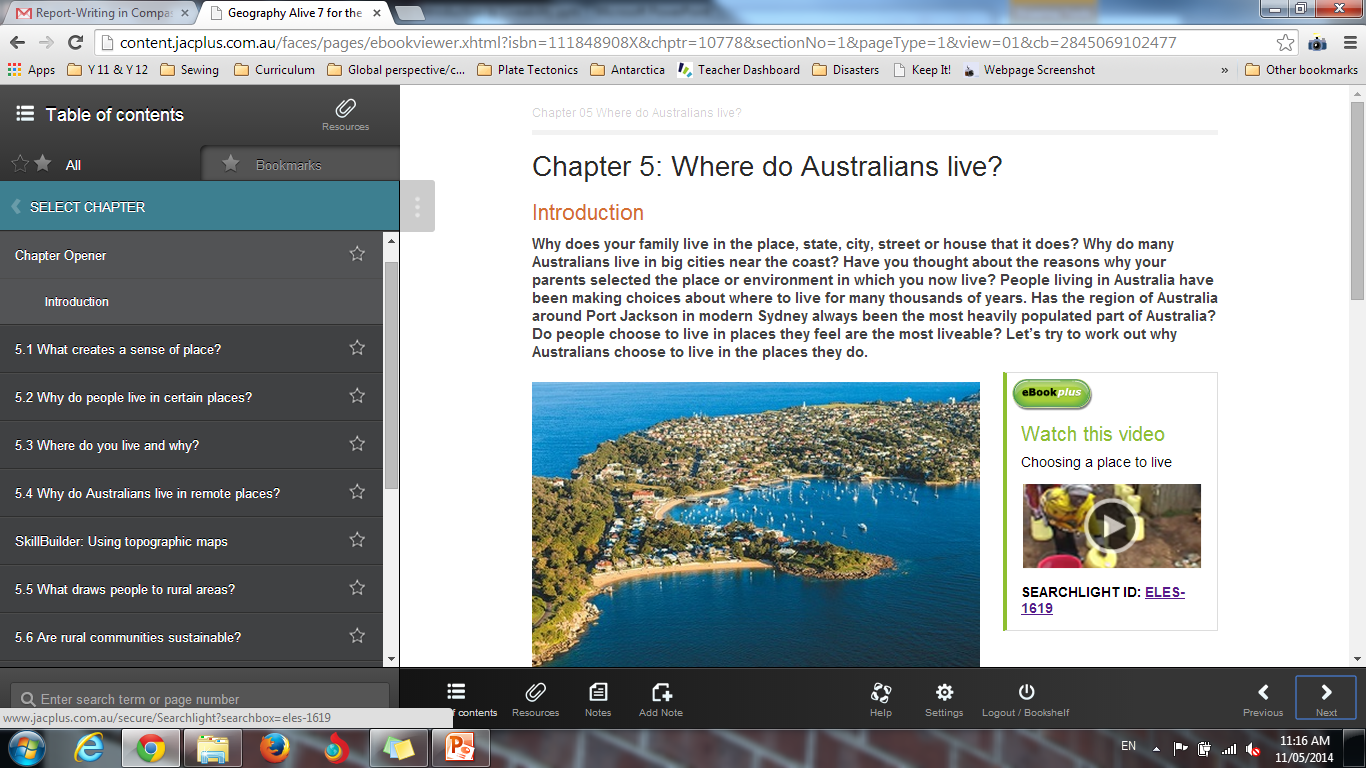 Report-Writing in Compa
Geography Alive 7 for the
content.jacplus.com.au/faces/pages/ebookviewer.xhtml?isbn=111848908X&chptr=10778&sectionNo=1&pageType=1&view=01&cb=2845069102477
Apps Y 11 & Y 12 Sewing Curriculum Global perspective/c... Plate Tectonics Antarctica Teacher Dashboard Disasters Keep It! Webpage Screenshot » Other bookmarks
Table of contents
Resources
All
Bookmarks
SELECT CHAPTER
Chapter Opener
Introduction
5.1 What creates a sense of place?
5.2 Why do people live in certain places?
5.3 Where do you live and why?
5.4 Why do Australians live in remote places?
SkillBuilder: Using topographic maps
5.5 What draws people to rural areas?
5.6 Are rural communities sustainable?
Enter search term or page number
www.jacplus.com.au/secure/Searchlight?searchbox=eles-1619
Chapter 05 Where do Australians live?
Chapter 5: Where do Australians live?
Introduction
Why does your family live in the place, state, city, street or house that it does? Why do many
Australians live in big cities near the coast? Have you thought about the reasons why your
parents selected the place or environment in which you now live? People living in Australia have
been making choices about where to live for many thousands of years. Has the region of Australia
around Port Jackson in modern Sydney always been the most heavily populated part of Australia?
Do people choose to live in places they feel are the most liveable? Let's try to work out why
Australians choose to live in the places they do.
eBookplus
Watch this video
Choosing a place to live
SEARCHLIGHT ID: ELES-
1619
f contents Resources Notes Add Note Help Settings Logout / Bookshelf Previous Next
EN
11:16 AM
11/05/2014